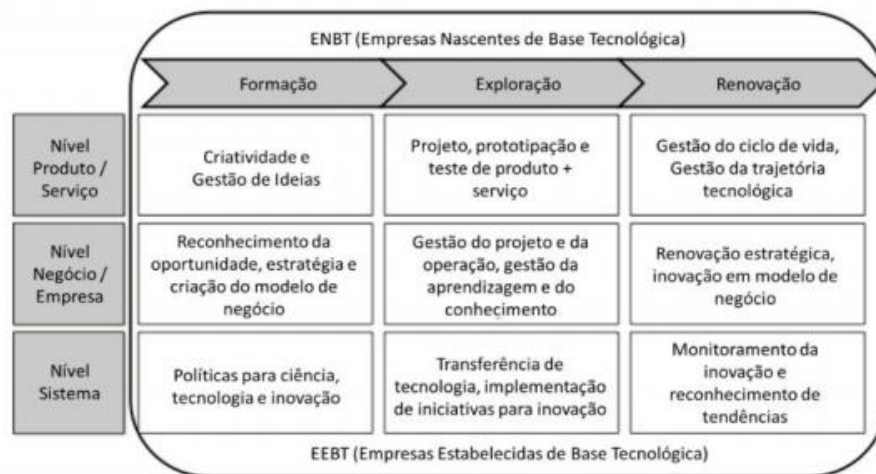 ENBT (Empresas Nascentes de Base Tecnológica)
Formação
Exploração
Renovação
Nível
Produto /
Serviço
Criatividade e
Gestão de Ideias
Projeto, prototipação e
teste de produto +
serviço
Gestão do ciclo de vida,
Gestão da trajetória
tecnológica
Nível
Negócio /
Empresa
Reconhecimento da
oportunidade, estratégia e
criação do modelo de
negócio
Gestão do projeto e da
operação, gestão da
aprendizagem e do
conhecimento
Renovação estratégica,
inovação em modelo de
negócio
Nível
Sistema
Políticas para ciência,
tecnologia e inovação
Transferência de
tecnologia, implementação
de iniciativas para inovação
Monitoramento da
inovação e
reconhecimento de
tendências
EEBT (Empresas Estabelecidas de Base Tecnológica)